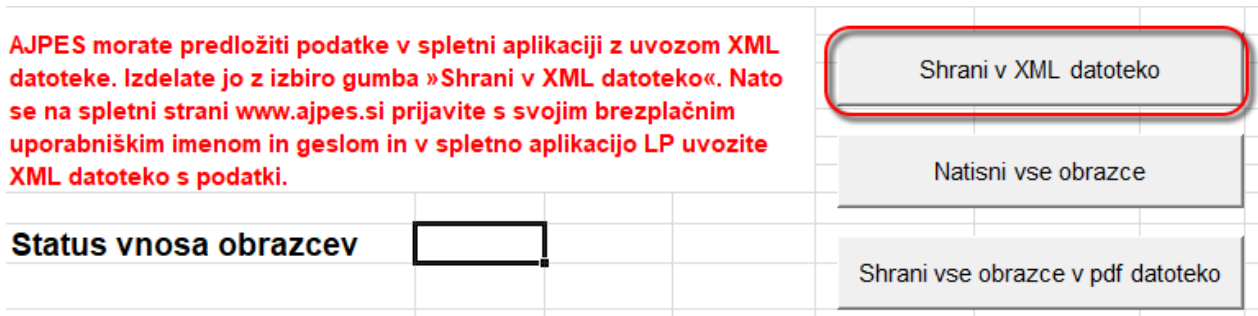 AJPES morate predložiti podatke v spletni aplikaciji z uvozom XML
datoteke. Izdelate jo z izbiro gumba »Shrani v XML datoteko«. Nato
se na spletni strani www.ajpes.si prijavite s svojim brezplačnim
uporabniškim imenom in geslom in v spletno aplikacijo LP uvozite
XML datoteko s podatki.
Status vnosa obrazcev
Shrani v XML datoteko
Natisni vse obrazce
Shrani vse obrazce v pdf datoteko